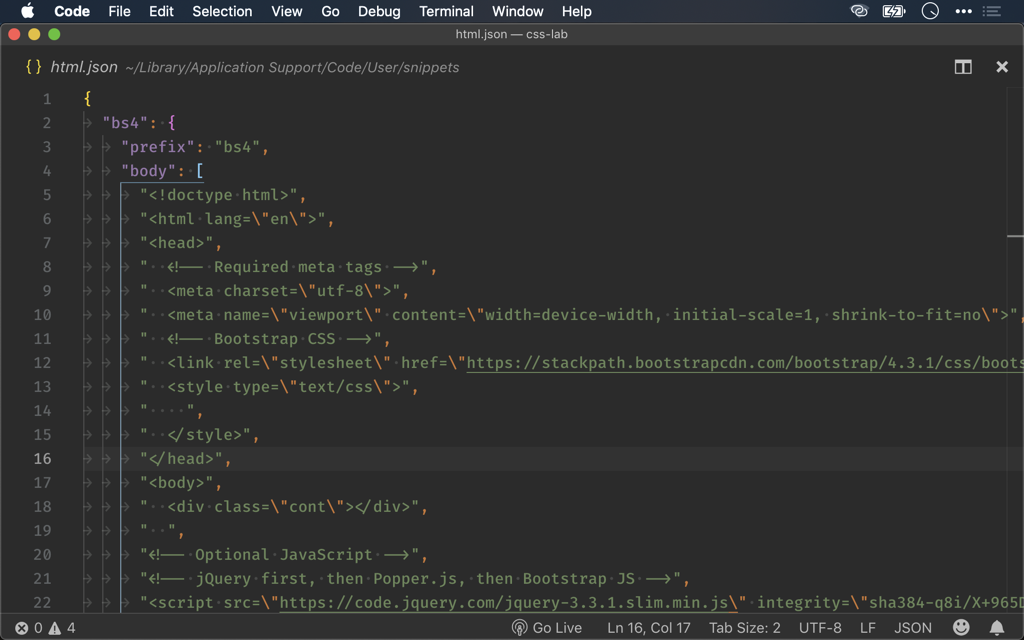 Code File Edit Selection View Go Debug Terminal Window Help
html.json — css-lab
{} html.json ~/Library/Application Support/Code/User/snippets
1 {
2 "bs4": {
3 "prefix": "bs4",
4 "body": [
5 "<!doctype html>",
6 "<html lang=\"en\">",
7 "<head>",
8 "  <!-- Required meta tags -->",
9 "  <meta charset=\"utf-8\">",
10 "  <meta name=\"viewport\" content=\"width=device-width, initial-scale=1, shrink-to-fit=no\">",
11 "  <!-- Bootstrap CSS -->",
12 "  <link rel=\"stylesheet\" href=\"https://stackpath.bootstrapcdn.com/bootstrap/4.3.1/css/boots
13 "  <style type=\"text/css\">",
14 "    ",
15 "  </style>",
16 "</head>",
17 "<body>",
18 "  <div class=\"cont\"></div>",
19 "  ",
20 "<!-- Optional JavaScript -->",
21 "<!-- jQuery first, then Popper.js, then Bootstrap JS -->",
22 "<script src=\"https://code.jquery.com/jquery-3.3.1.slim.min.js\" integrity=\"sha384-q8i/X+965D
0 4 Go Live Ln 16, Col 17 Tab Size: 2 UTF-8 LF JSON